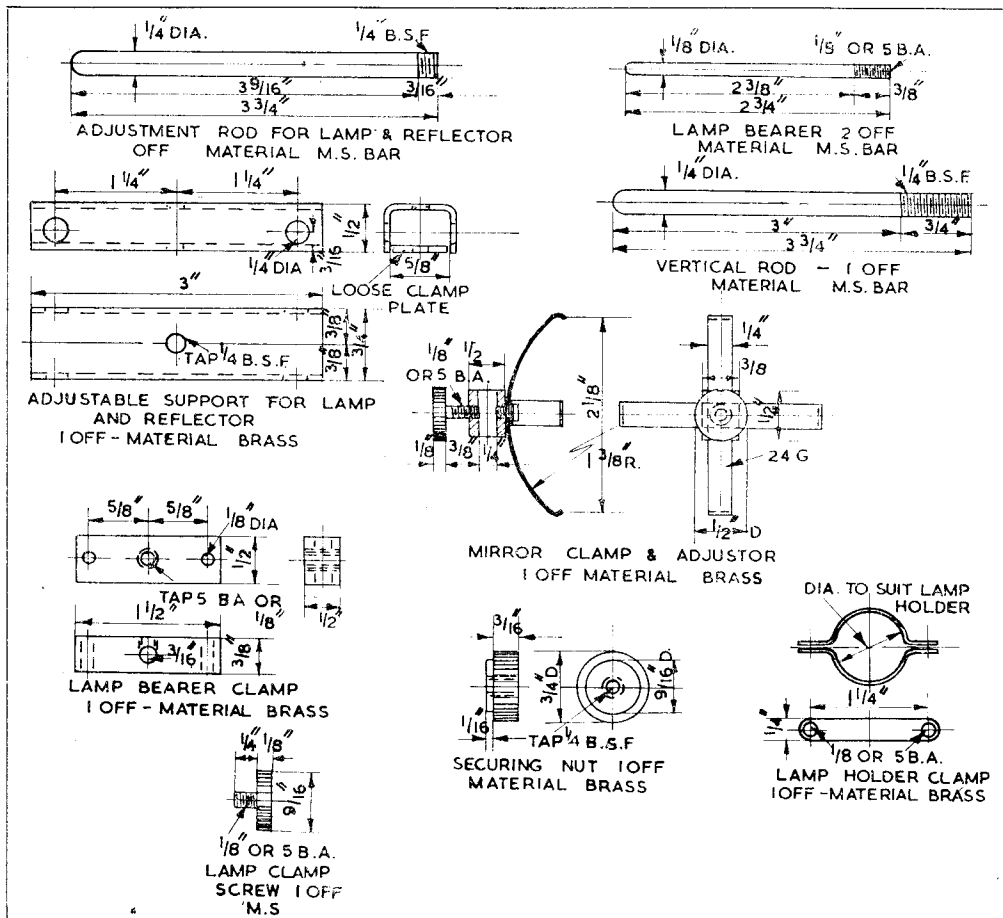 1/4" DIA.
1/4" B.S.F
3 9/16"
3/16"
3 3/4"
ADJUSTMENT ROD FOR LAMP & REFLECTOR
OFF MATERIAL M.S. BAR
1/8" DIA.
1/8" OR 5 B.A.
2 3/8"
3/8"
2 3/4"
LAMP BEARER 2 OFF
MATERIAL M.S. BAR
1 1/4"
1 1/4"
1/2"
1/4" DIA
3/16
5/8"
LOOSE CLAMP
PLATE
1/4" DIA.
1/4" B.S.F
3"
3/4"
3 3/4"
VERTICAL ROD - 1 OFF
MATERIAL M.S. BAR
3"
3/8"
3/8"
3/4"
TAP 1/4 B.S.F
ADJUSTABLE SUPPORT FOR LAMP
AND REFLECTOR
1 OFF - MATERIAL BRASS
1/8"
OR 5 B.A.
1/2"
1/8"
3/8"
1/4"
2 1/8"
1 3/8" R.
1/4"
3/8
1/2"
24 G
1/2" D
MIRROR CLAMP & ADJUSTOR
1 OFF MATERIAL BRASS
5/8"
5/8"
1/8" DIA
1/2"
TAP 5 BA OR
1/8"
1/2"
1 1/2"
3/16"
3/8"
LAMP BEARER CLAMP
1 OFF - MATERIAL BRASS
3/16"
3/4 D.
9/16" D.
1/16"
TAP 1/4 B.S.F
SECURING NUT 1 OFF
MATERIAL BRASS
DIA. TO SUIT LAMP
HOLDER
1 1/4"
1/4"
1/8 OR 5 B.A.
LAMP HOLDER CLAMP
1 OFF - MATERIAL BRASS
1/4"
1/8"
9/16"
1/8" OR 5 B.A.
LAMP CLAMP
SCREW 1 OFF
M.S